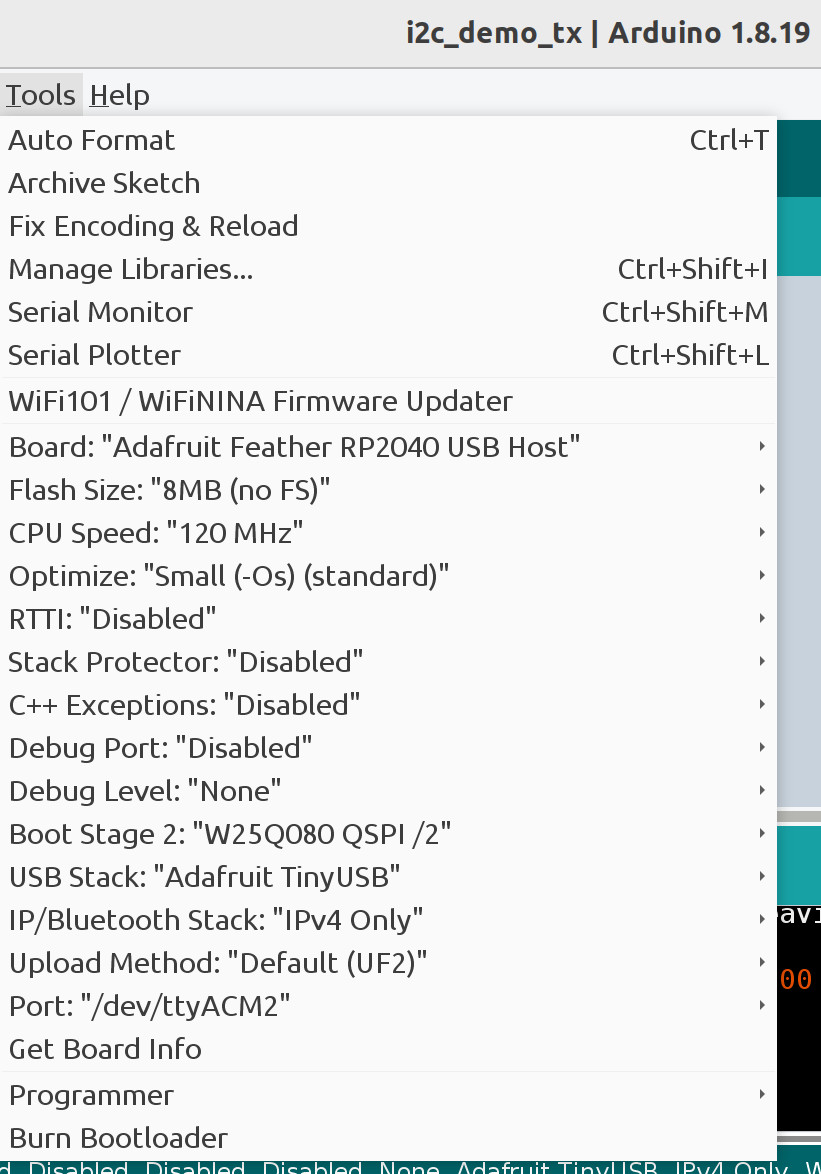 i2c_demo_tx | Arduino 1.8.19
Tools Help
Auto Format Ctrl+T
Archive Sketch
Fix Encoding & Reload
Manage Libraries... Ctrl+Shift+I
Serial Monitor Ctrl+Shift+M
Serial Plotter Ctrl+Shift+L
WiFi101 / WiFiNINA Firmware Updater
Board: "Adafruit Feather RP2040 USB Host"
Flash Size: "8MB (no FS)"
CPU Speed: "120 MHz"
Optimize: "Small (-Os) (standard)"
RTTI: "Disabled"
Stack Protector: "Disabled"
C++ Exceptions: "Disabled"
Debug Port: "Disabled"
Debug Level: "None"
Boot Stage 2: "W25Q080 QSPI /2"
USB Stack: "Adafruit TinyUSB"
IP/Bluetooth Stack: "IPv4 Only"
Upload Method: "Default (UF2)"
Port: "/dev/ttyACM2"
Get Board Info
Programmer
Burn Bootloader
Disabled, Disabled, Disabled, None, Adafruit TinyUSB, IPv4 Only,